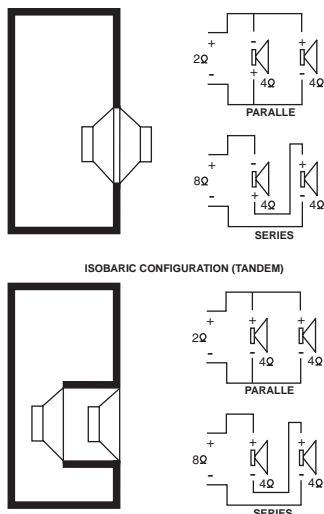 - +
+
2Ω
+ -
- 4Ω 4Ω
PARALLE
+ - +
8Ω
+ -
- 4Ω 4Ω
SERIES
ISOBARIC CONFIGURATION (TANDEM)
+ + +
2Ω
- -
- 4Ω 4Ω
PARALLE
+ + +
8Ω
- -
- 4Ω 4Ω
SERIES